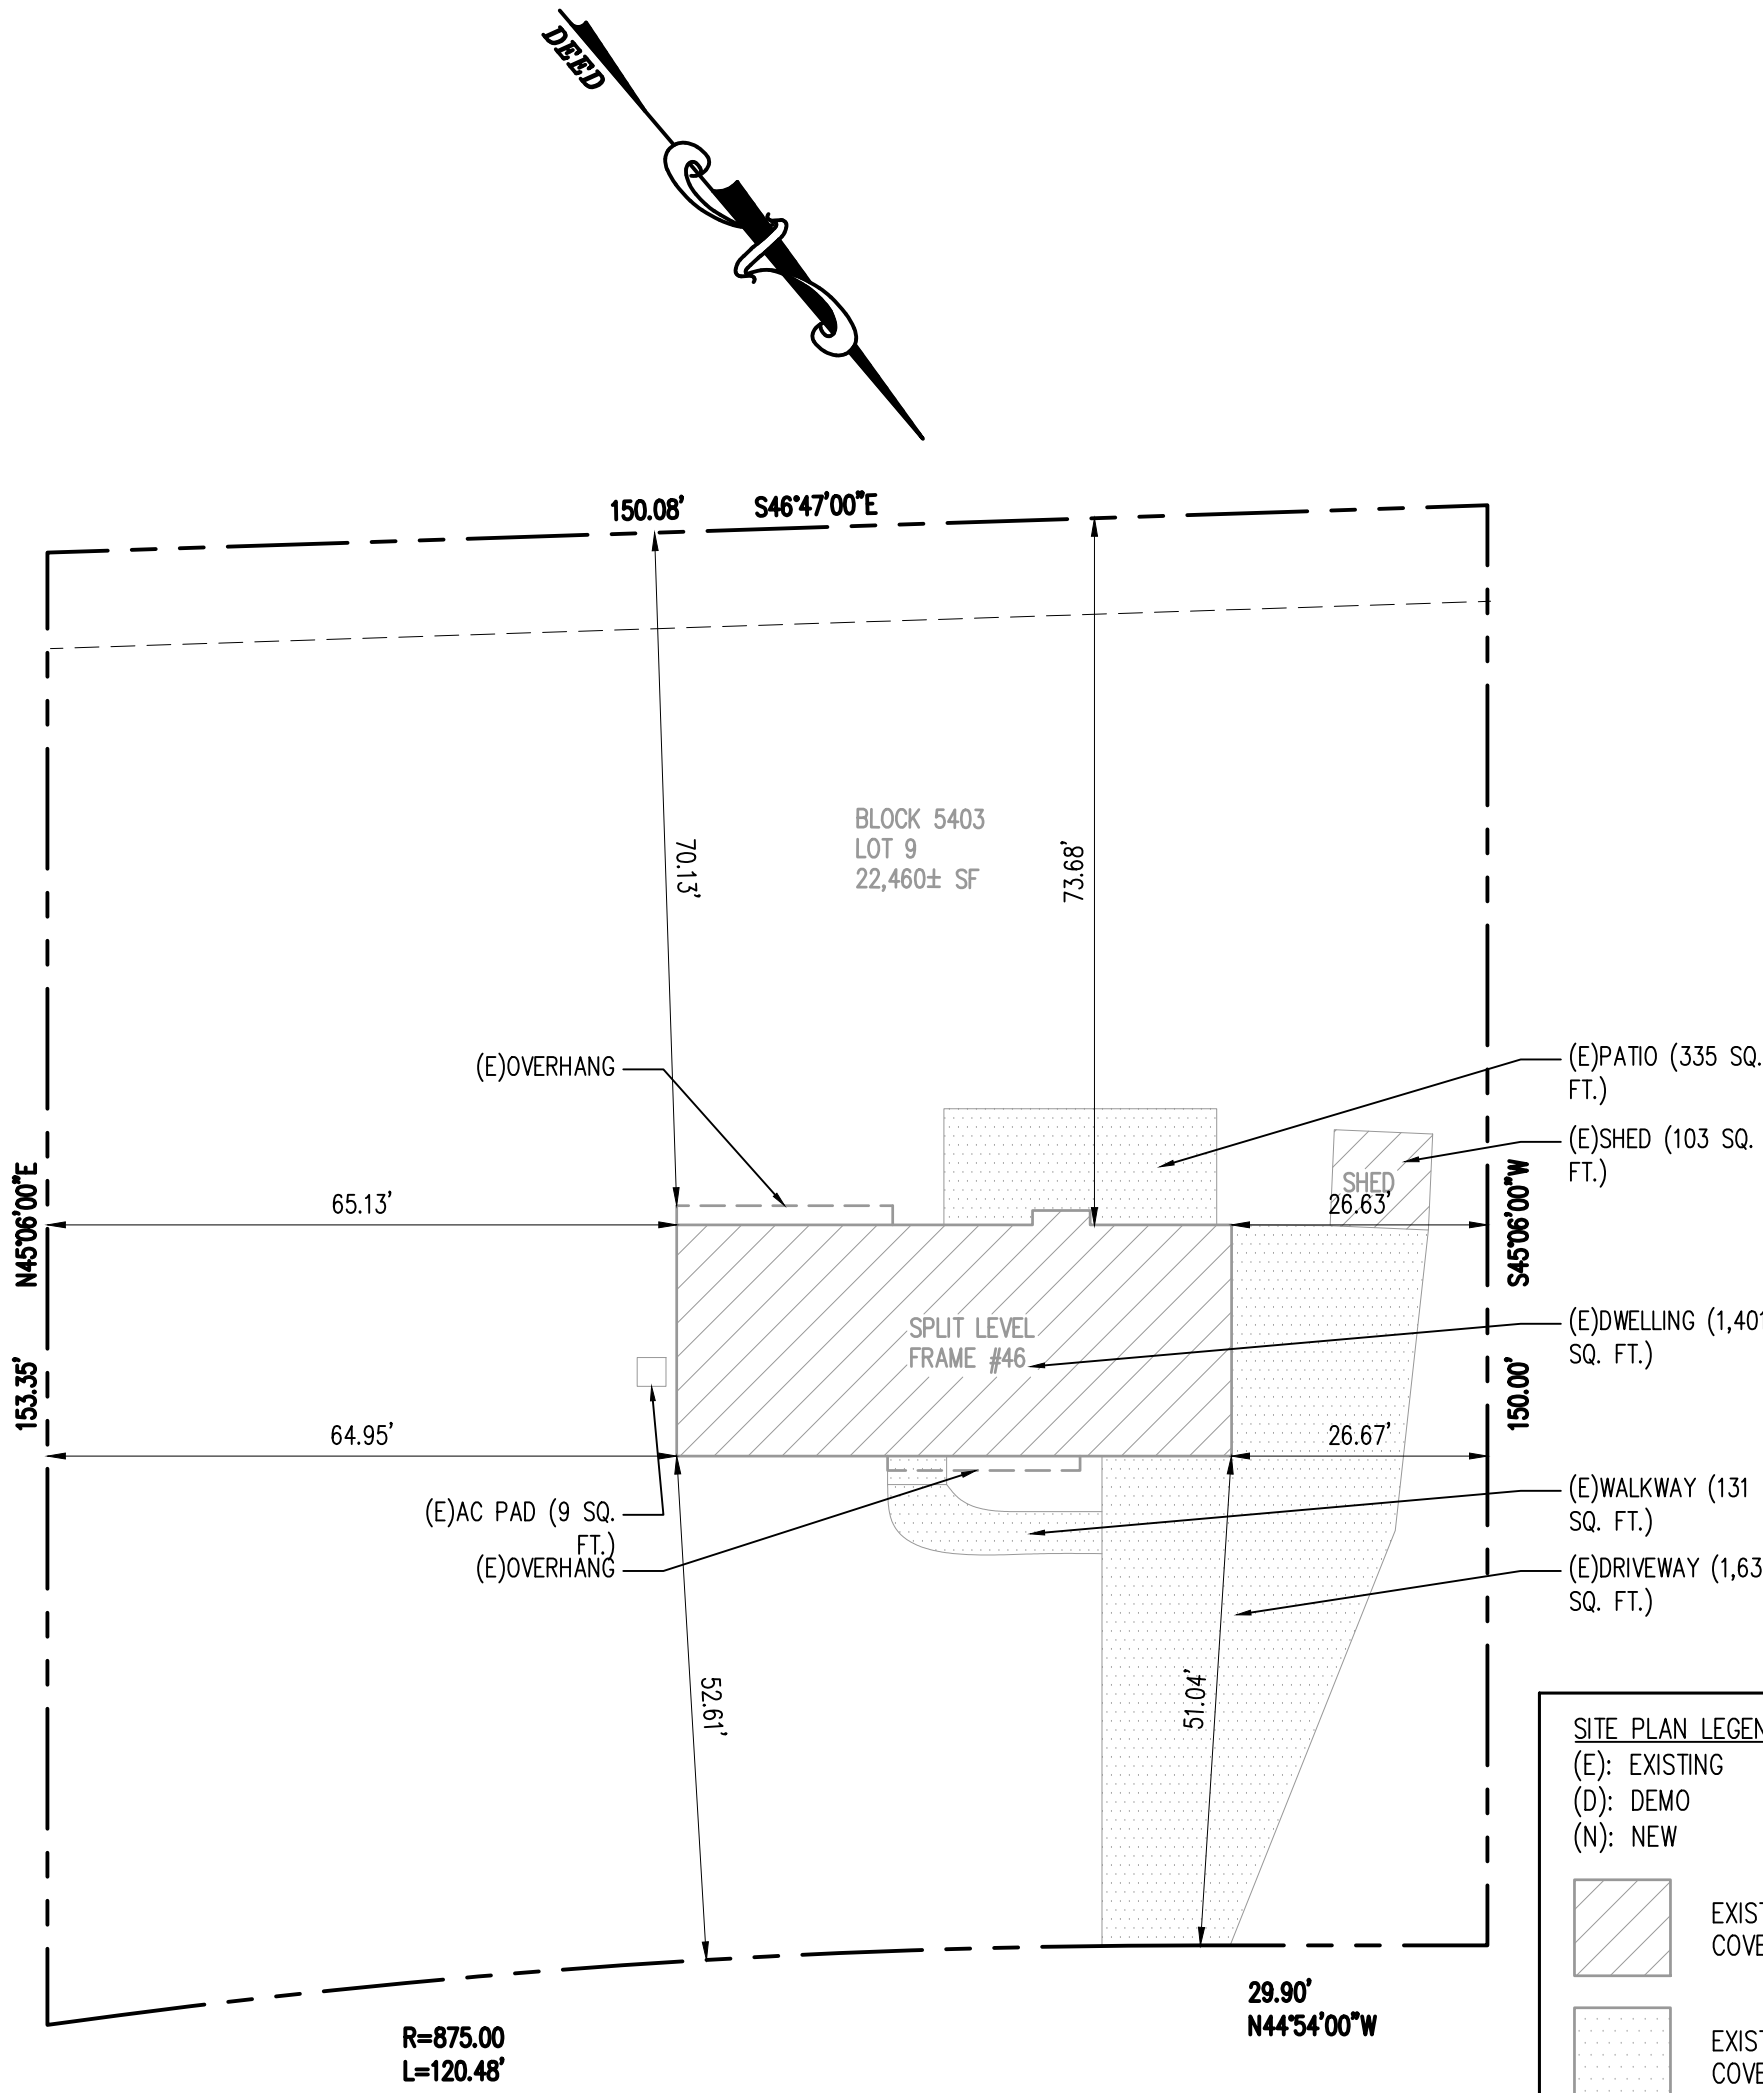 DEED
150.08' S46°47'00"E
BLOCK 5403
LOT 9
22,460± SF
70.13'
73.68'
(E)OVERHANG
(E)PATIO (335 SQ.
FT.)
(E)SHED (103 SQ.
FT.)
SHED
N45°06'00"E
153.35'
65.13'
26.63'
S45°06'00"W
150.00'
SPLIT LEVEL
FRAME #46
(E)DWELLING (1,401
SQ. FT.)
64.95'
26.67'
(E)AC PAD (9 SQ.
FT.)
(E)OVERHANG
(E)WALKWAY (131
SQ. FT.)
(E)DRIVEWAY (1,63
SQ. FT.)
52.61'
51.04'
SITE PLAN LEGEN
(E): EXISTING
(D): DEMO
(N): NEW
EXIST
COVE
EXIST
COVE
29.90'
N44°54'00"W
R=875.00
L=120.48'